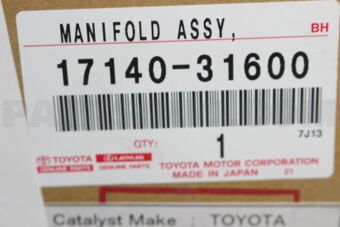 MANIFOLD ASSY, BH
17140-31600
7J13
QTY: 1
TOYOTA LEXUS
GENUINE PARTS GENUINE PARTS
TOYOTA MOTOR CORPORATION
MADE IN JAPAN 21
Catalyst Make : TOYOTA